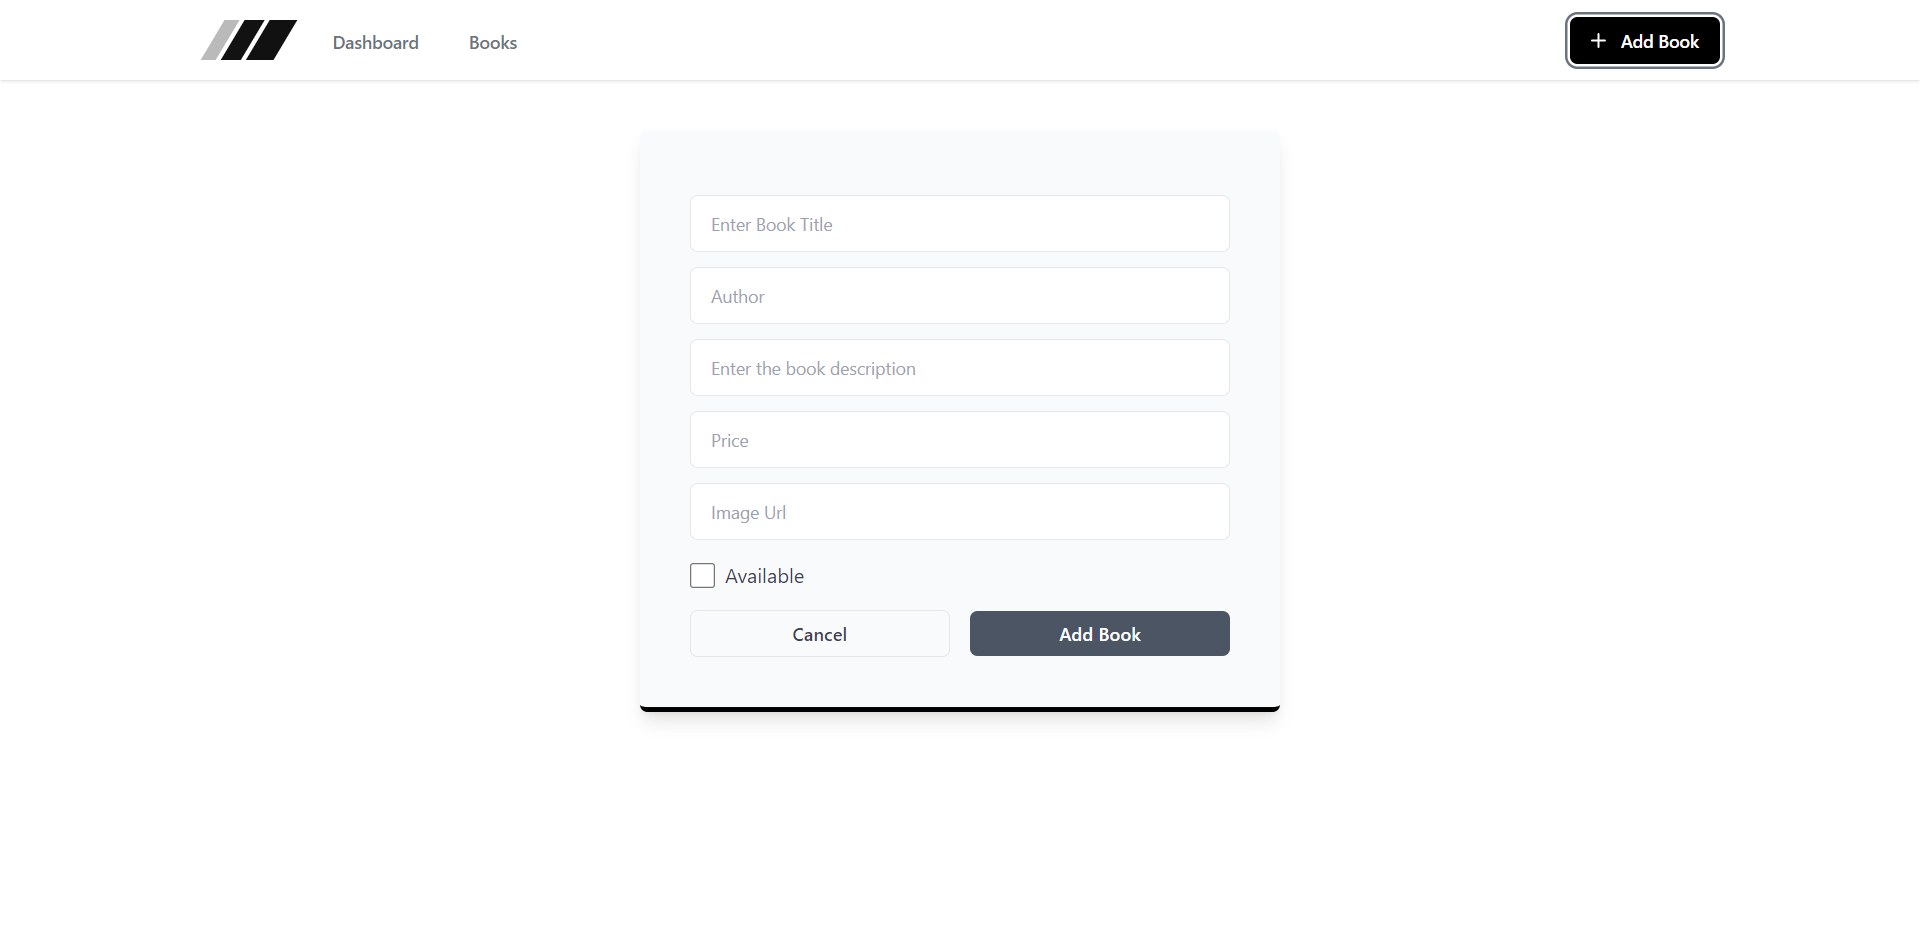 Dashboard
Books
Add Book
Enter Book Title
Author
Enter the book description
Price
Image Url
Available
Cancel
Add Book